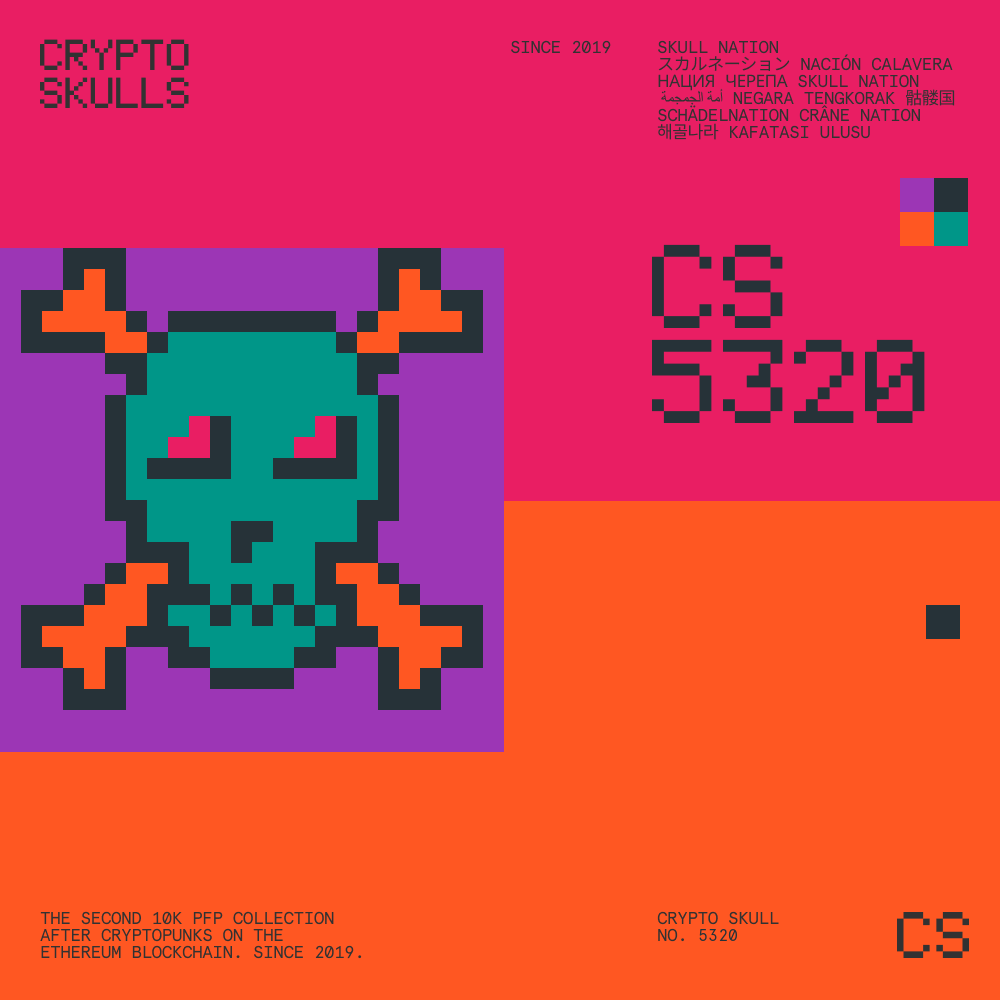 CRYPTO
SKULLS
SINCE 2019
SKULL NATION
スカルネーション NACIÓN CALAVERA
НАЦИЯ ЧЕРЕПА SKULL NATION
أمة الجمجمة NEGARA TENGKORAK 骷髅国
SCHÄDELNATION CRÂNE NATION
해골나라 KAFATASI ULUSU
CS
5320
THE SECOND 10K PFP COLLECTION
AFTER CRYPTOPUNKS ON THE
ETHEREUM BLOCKCHAIN. SINCE 2019.
CRYPTO SKULL
NO. 5320
CS